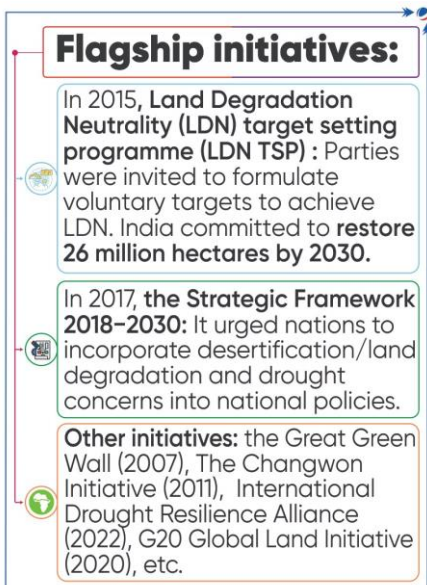 Flagship initiatives:
In 2015, Land Degradation
Neutrality (LDN) target setting
programme (LDN TSP) : Parties
were invited to formulate
voluntary targets to achieve
LDN. India committed to restore
26 million hectares by 2030.
In 2017, the Strategic Framework
2018-2030: It urged nations to
incorporate desertification/land
degradation and drought
concerns into national policies.
Other initiatives: the Great Green
Wall (2007), The Changwon
Initiative (2011), International
Drought Resilience Alliance
(2022), G20 Global Land Initiative
(2020), etc.